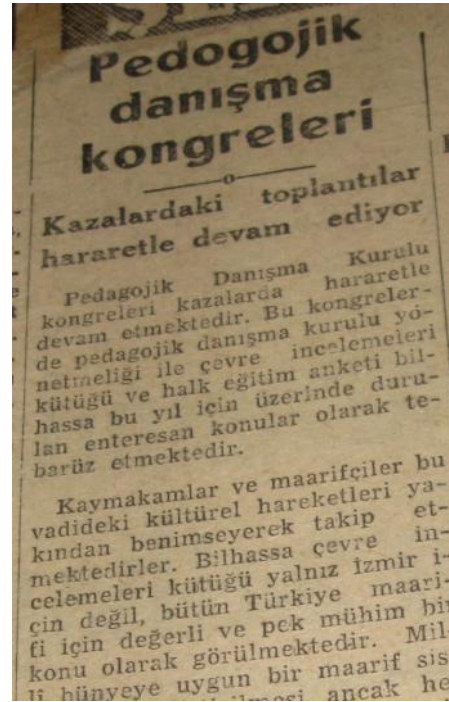 Pedogojik
danışma
kongreleri
Kazalardaki toplantılar
hararetle devam ediyor
Pedagojik Danışma Kurulu
kongreleri kazalarda hararetle
devam etmektedir. Bu kongreler-
de pedagojik danışma kurulu yö-
netmeliği ile çevre incelemeleri
kütüğü ve halk eğitim anketi bil-
hassa bu yıl için üzerinde duru-
lan enteresan konular olarak te-
barüz etmektedir.
Kaymakamlar ve maarifçiler bu
vadideki kültürel hareketleri ya-
kından benimseyerek takip et-
mektedirler. Bilhassa çevre in-
celemeleri kütüğü yalnız İzmir i-
çin değil, bütün Türkiye maari-
fi için değerli ve pek mühim bir
konu olarak görülmektedir. Mil-
li bünyeye uygun bir maarif sis
ancak he